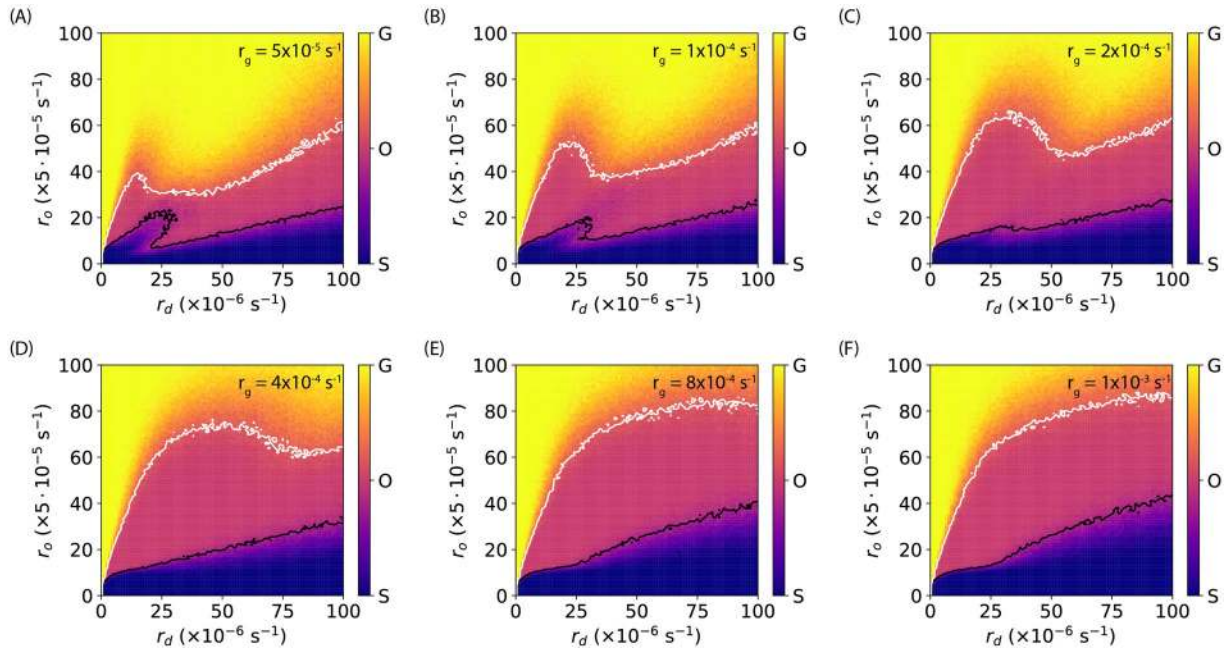 (A)
r_g = 5x10⁻⁵ s⁻¹
100
80
60
40
20
0
r_o (×5 · 10⁻⁵ s⁻¹)
0 25 50 75 100
r_d (×10⁻⁶ s⁻¹)
G
O
S
(B)
r_g = 1x10⁻⁴ s⁻¹
100
80
60
40
20
0
r_o (×5 · 10⁻⁵ s⁻¹)
0 25 50 75 100
r_d (×10⁻⁶ s⁻¹)
G
O
S
(C)
r_g = 2x10⁻⁴ s⁻¹
100
80
60
40
20
0
r_o (×5 · 10⁻⁵ s⁻¹)
0 25 50 75 100
r_d (×10⁻⁶ s⁻¹)
G
O
S
(D)
r_g = 4x10⁻⁴ s⁻¹
100
80
60
40
20
0
r_o (×5 · 10⁻⁵ s⁻¹)
0 25 50 75 100
r_d (×10⁻⁶ s⁻¹)
G
O
S
(E)
r_g = 8x10⁻⁴ s⁻¹
100
80
60
40
20
0
r_o (×5 · 10⁻⁵ s⁻¹)
0 25 50 75 100
r_d (×10⁻⁶ s⁻¹)
G
O
S
(F)
r_g = 1x10⁻³ s⁻¹
100
80
60
40
20
0
r_o (×5 · 10⁻⁵ s⁻¹)
0 25 50 75 100
r_d (×10⁻⁶ s⁻¹)
G
O
S